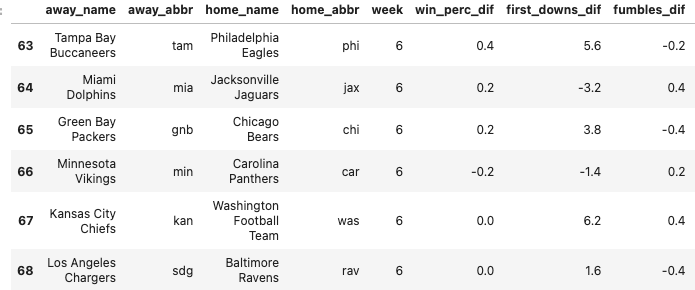 : away_name away_abbr home_name home_abbr week win_perc_dif first_downs_dif fumbles_dif
63 Tampa Bay Buccaneers tam Philadelphia Eagles phi 6 0.4 5.6 -0.2
64 Miami Dolphins mia Jacksonville Jaguars jax 6 0.2 -3.2 0.4
65 Green Bay Packers gnb Chicago Bears chi 6 0.2 3.8 -0.4
66 Minnesota Vikings min Carolina Panthers car 6 -0.2 -1.4 0.2
67 Kansas City Chiefs kan Washington Football Team was 6 0.0 6.2 0.4
68 Los Angeles Chargers sdg Baltimore Ravens rav 6 0.0 1.6 -0.4